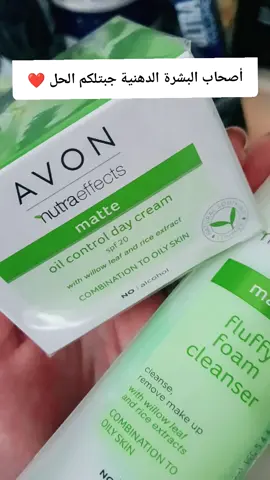 أصحاب البشرة الدهنية جبتلكم الحل ❤️
AVON
nutraeffects
matte
oil control day cream
spf 20
with willow leaf and rice extract
COMBINATION TO OILY SKIN
NO alcohol
fluffy
foam
cleanser
cleanse,
remove make up
with willow leaf
and rice extracts
COMBINATION TO
OILY SKIN